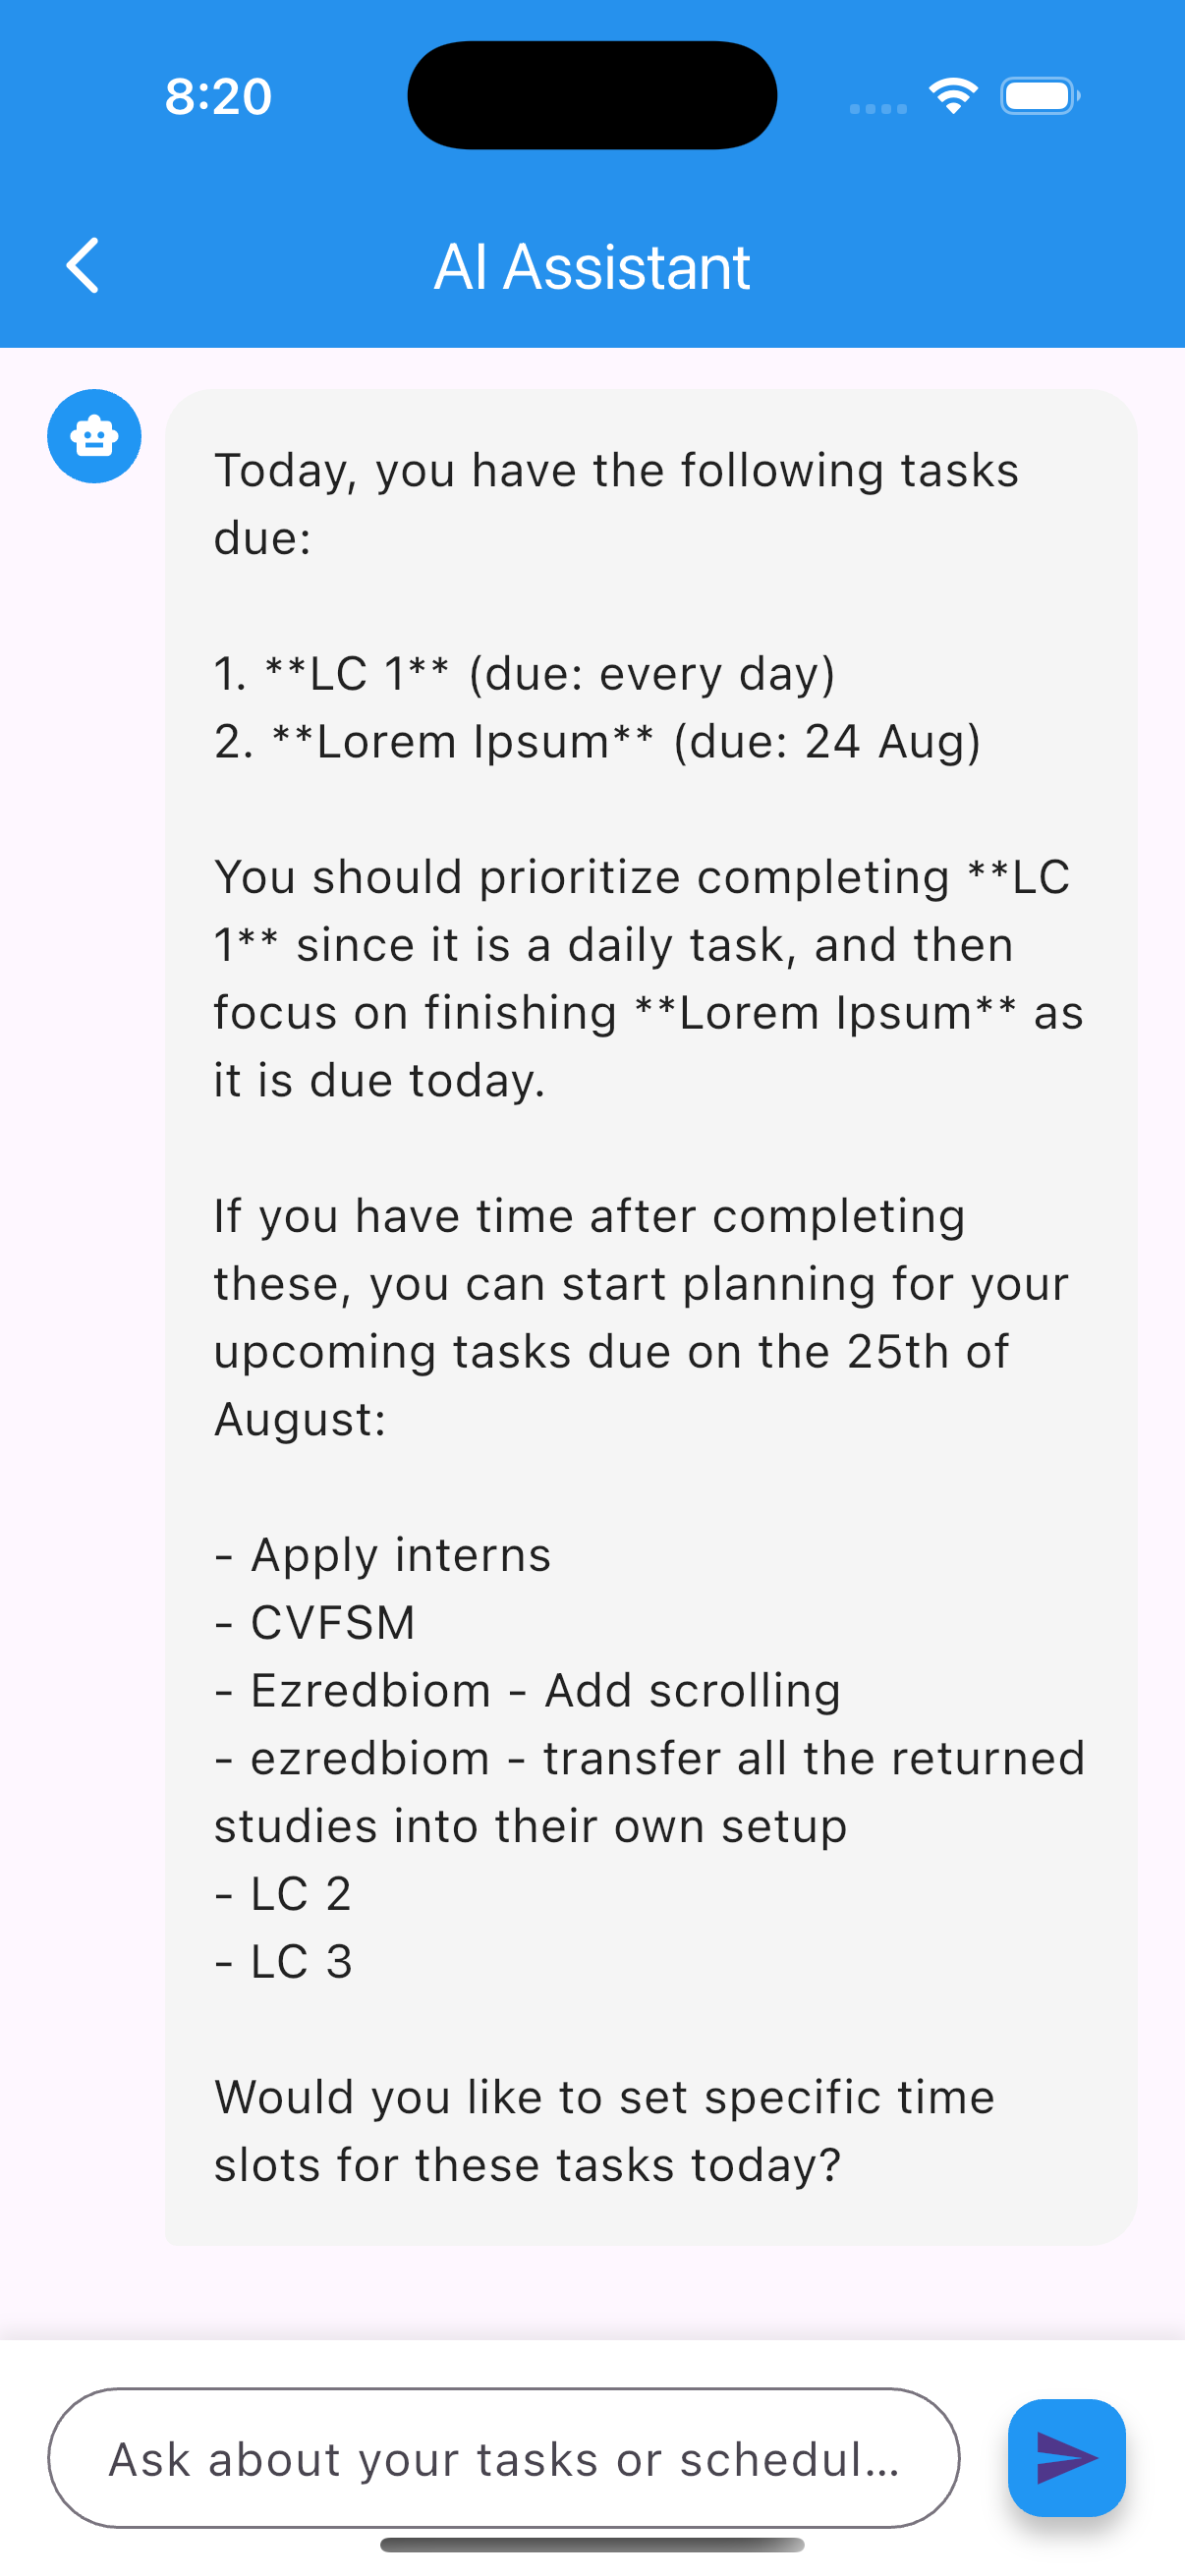 8:20
AI Assistant
Today, you have the following tasks
due:
1. **LC 1** (due: every day)
2. **Lorem Ipsum** (due: 24 Aug)
You should prioritize completing **LC
1** since it is a daily task, and then
focus on finishing **Lorem Ipsum** as
it is due today.
If you have time after completing
these, you can start planning for your
upcoming tasks due on the 25th of
August:
- Apply interns
- CVFSM
- Ezredbiom - Add scrolling
- ezredbiom - transfer all the returned
studies into their own setup
- LC 2
- LC 3
Would you like to set specific time
slots for these tasks today?
Ask about your tasks or schedul...